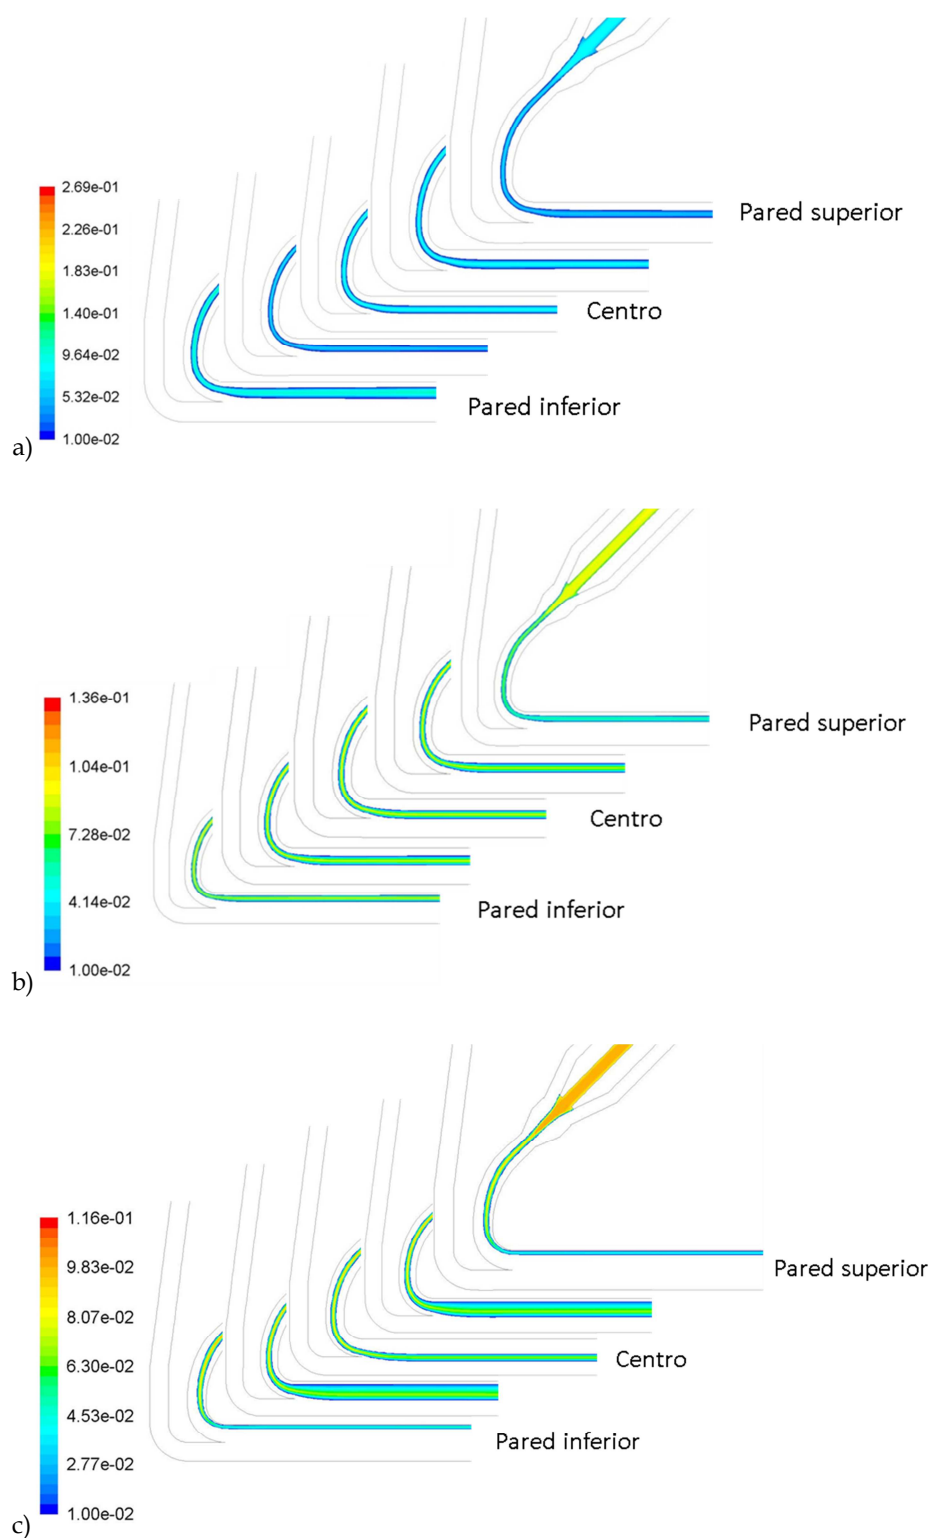 2.69e-01
2.26e-01
1.83e-01
1.40e-01
9.64e-02
5.32e-02
1.00e-02
Pared superior
Centro
Pared inferior
a)
1.36e-01
1.04e-01
7.28e-02
4.14e-02
1.00e-02
Pared superior
Centro
Pared inferior
b)
1.16e-01
9.83e-02
8.07e-02
6.30e-02
4.53e-02
2.77e-02
1.00e-02
Pared superior
Centro
Pared inferior
c)